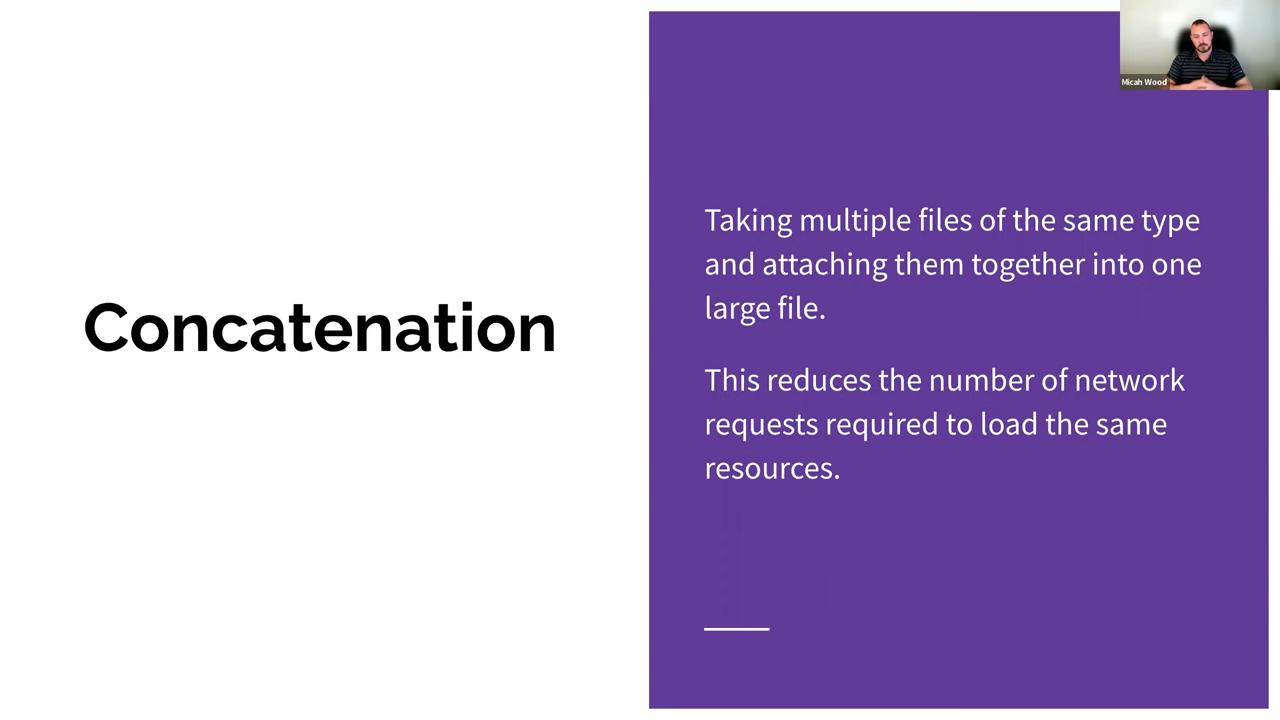 Micah Wood
Concatenation
Taking multiple files of the same type
and attaching them together into one
large file.
This reduces the number of network
requests required to load the same
resources.